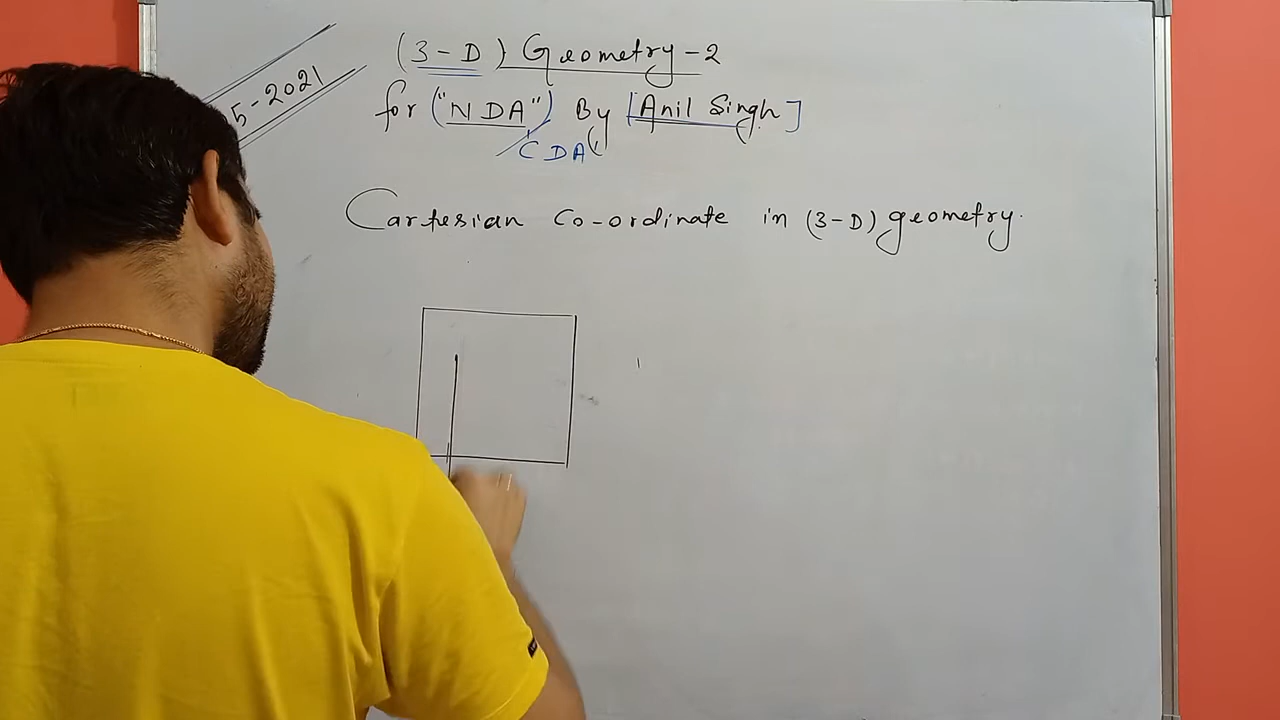 5-2021
(3-D) Geometry-2
for ("NDA") By [Anil Singh]
CDA
Cartesian Co-ordinate in (3-D) geometry.